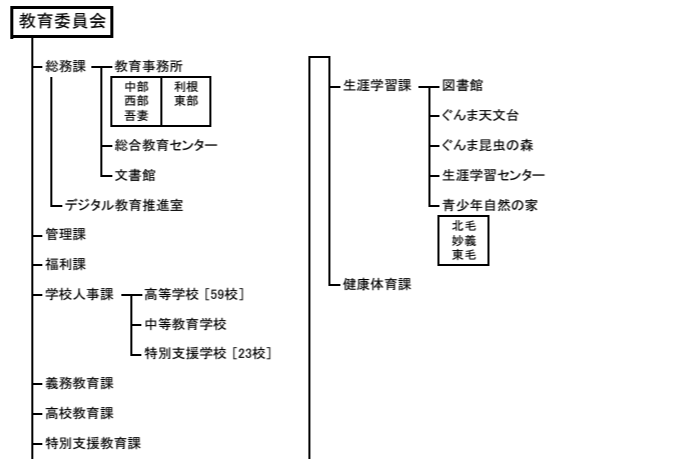 教育委員会
総務課
教育事務所
中部 利根
西部 東部
吾妻
総合教育センター
文書館
デジタル教育推進室
管理課
福利課
学校人事課
高等学校 [59校]
中等教育学校
特別支援学校 [23校]
義務教育課
高校教育課
特別支援教育課
生涯学習課
図書館
ぐんま天文台
ぐんま昆虫の森
生涯学習センター
青少年自然の家
北毛
妙義
東毛
健康体育課